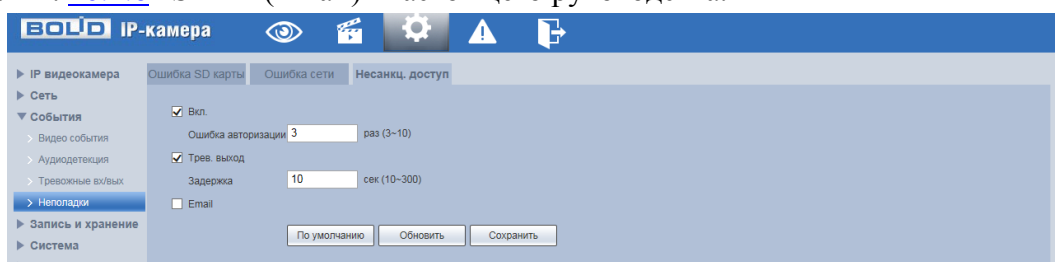 BOLID IP-камера
IP видеокамера
Сеть
События
Видео события
Аудиодетекция
Тревожные вх/вых
Неполадки
Запись и хранение
Система
Ошибка SD карты Ошибка сети Несанкц. доступ
Вкл.
Ошибка авторизации 3 раз (3~10)
Трев. выход
Задержка 10 сек (10~300)
Email
По умолчанию Обновить Сохранить